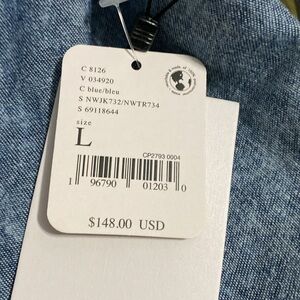 C 8126
V 034920
C blue/bleu
S NWJK732/NWTR734
S 69118644
size
L
CP2793 0004
1 96790 01203 0
$148.00 USD